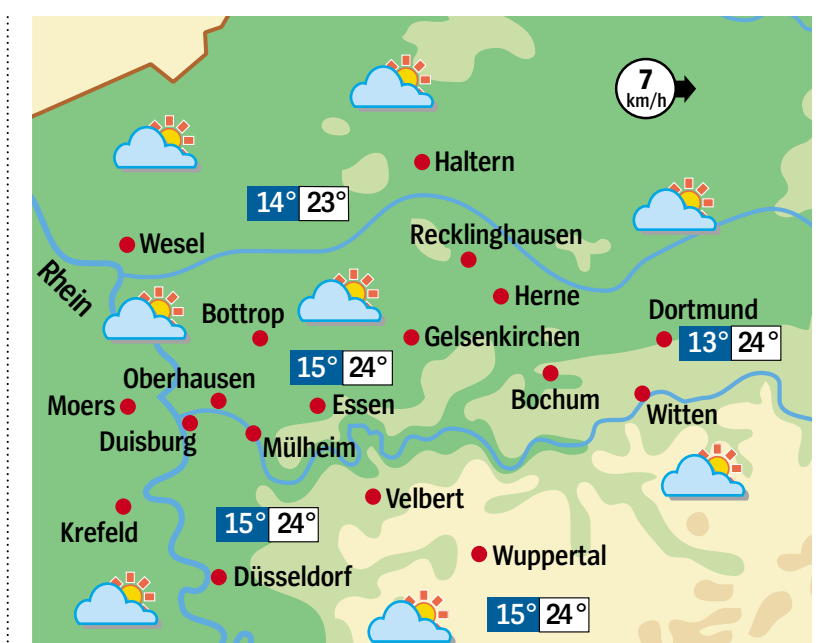 7
km/h
Haltern
14° 23°
Recklinghausen
Wesel
Rhein
Herne
Bottrop
Dortmund
Gelsenkirchen
13° 24°
15° 24°
Oberhausen
Moers
Essen
Bochum
Witten
Duisburg
Mülheim
Velbert
Krefeld
15° 24°
Wuppertal
Düsseldorf
15° 24°